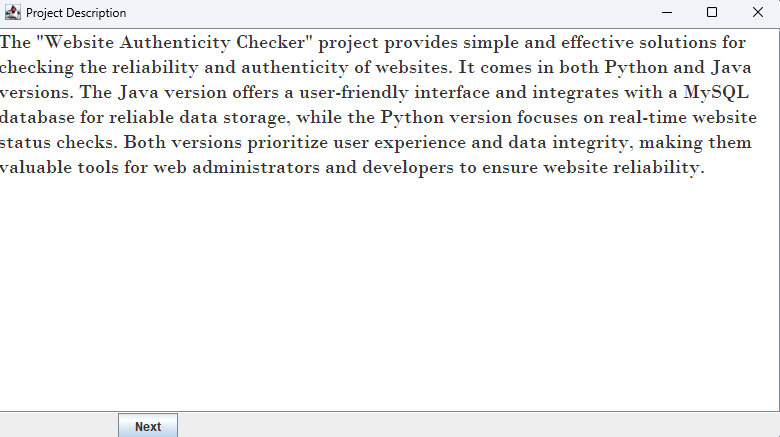 Project Description
The "Website Authenticity Checker" project provides simple and effective solutions for
checking the reliability and authenticity of websites. It comes in both Python and Java
versions. The Java version offers a user-friendly interface and integrates with a MySQL
database for reliable data storage, while the Python version focuses on real-time website
status checks. Both versions prioritize user experience and data integrity, making them
valuable tools for web administrators and developers to ensure website reliability.
Next